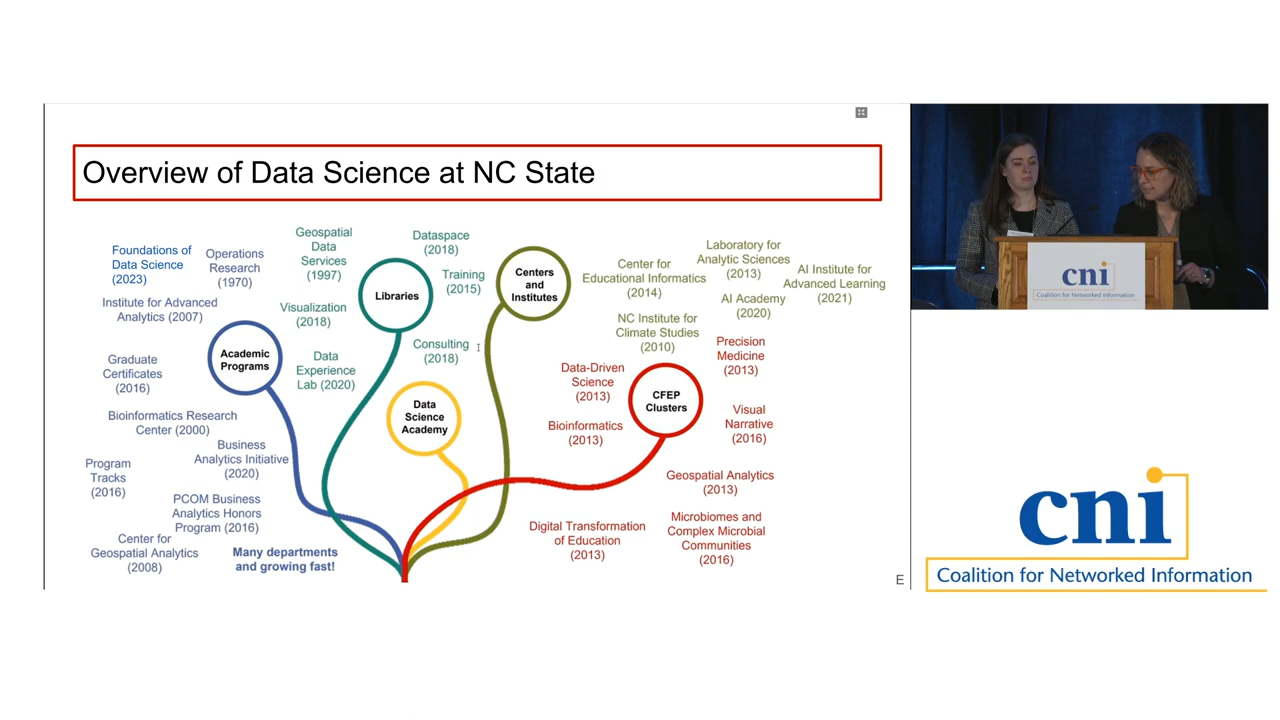 Overview of Data Science at NC State
Foundations of
Data Science
(2023)
Operations
Research
(1970)
Institute for Advanced
Analytics (2007)
Academic
Programs
Graduate
Certificates
(2016)
Bioinformatics Research
Center (2000)
Business
Analytics Initiative
(2020)
Program
Tracks
(2016)
PCOM Business
Analytics Honors
Program (2016)
Center for
Geospatial Analytics
(2008)
Many departments
and growing fast!
Geospatial
Data
Services
(1997)
Dataspace
(2018)
Libraries
Training
(2015)
Visualization
(2018)
Consulting
(2018)
Data
Experience
Lab (2020)
Data
Science
Academy
Centers
and
Institutes
Center for
Educational Informatics
(2014)
Laboratory for
Analytic Sciences
(2013)
AI Institute for
Advanced Learning
(2021)
AI Academy
(2020)
NC Institute for
Climate Studies
(2010)
Precision
Medicine
(2013)
Data-Driven
Science
(2013)
CFEP
Clusters
Bioinformatics
(2013)
Visual
Narrative
(2016)
Geospatial Analytics
(2013)
Digital Transformation
of Education
(2013)
Microbiomes and
Complex Microbial
Communities
(2016)
E
cni
Coalition for Networked Information
cni
Coalition for Networked Information